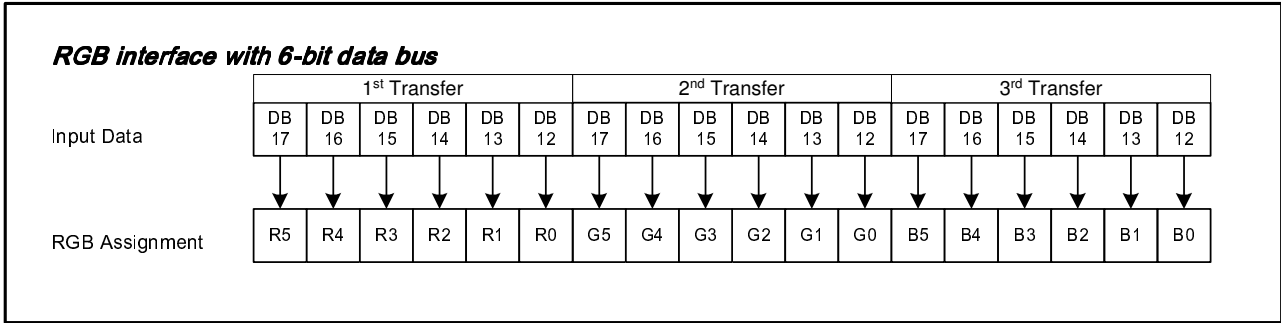 RGB interface with 6-bit data bus
1st Transfer 2nd Transfer 3rd Transfer
Input Data DB 17 DB 16 DB 15 DB 14 DB 13 DB 12 DB 17 DB 16 DB 15 DB 14 DB 13 DB 12 DB 17 DB 16 DB 15 DB 14 DB 13 DB 12
RGB Assignment R5 R4 R3 R2 R1 R0 G5 G4 G3 G2 G1 G0 B5 B4 B3 B2 B1 B0